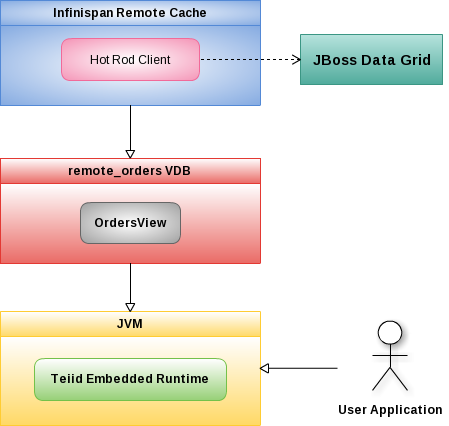 Infinispan Remote Cache
Hot Rod Client
JBoss Data Grid
remote_orders VDB
OrdersView
JVM
Teiid Embedded Runtime
User Application